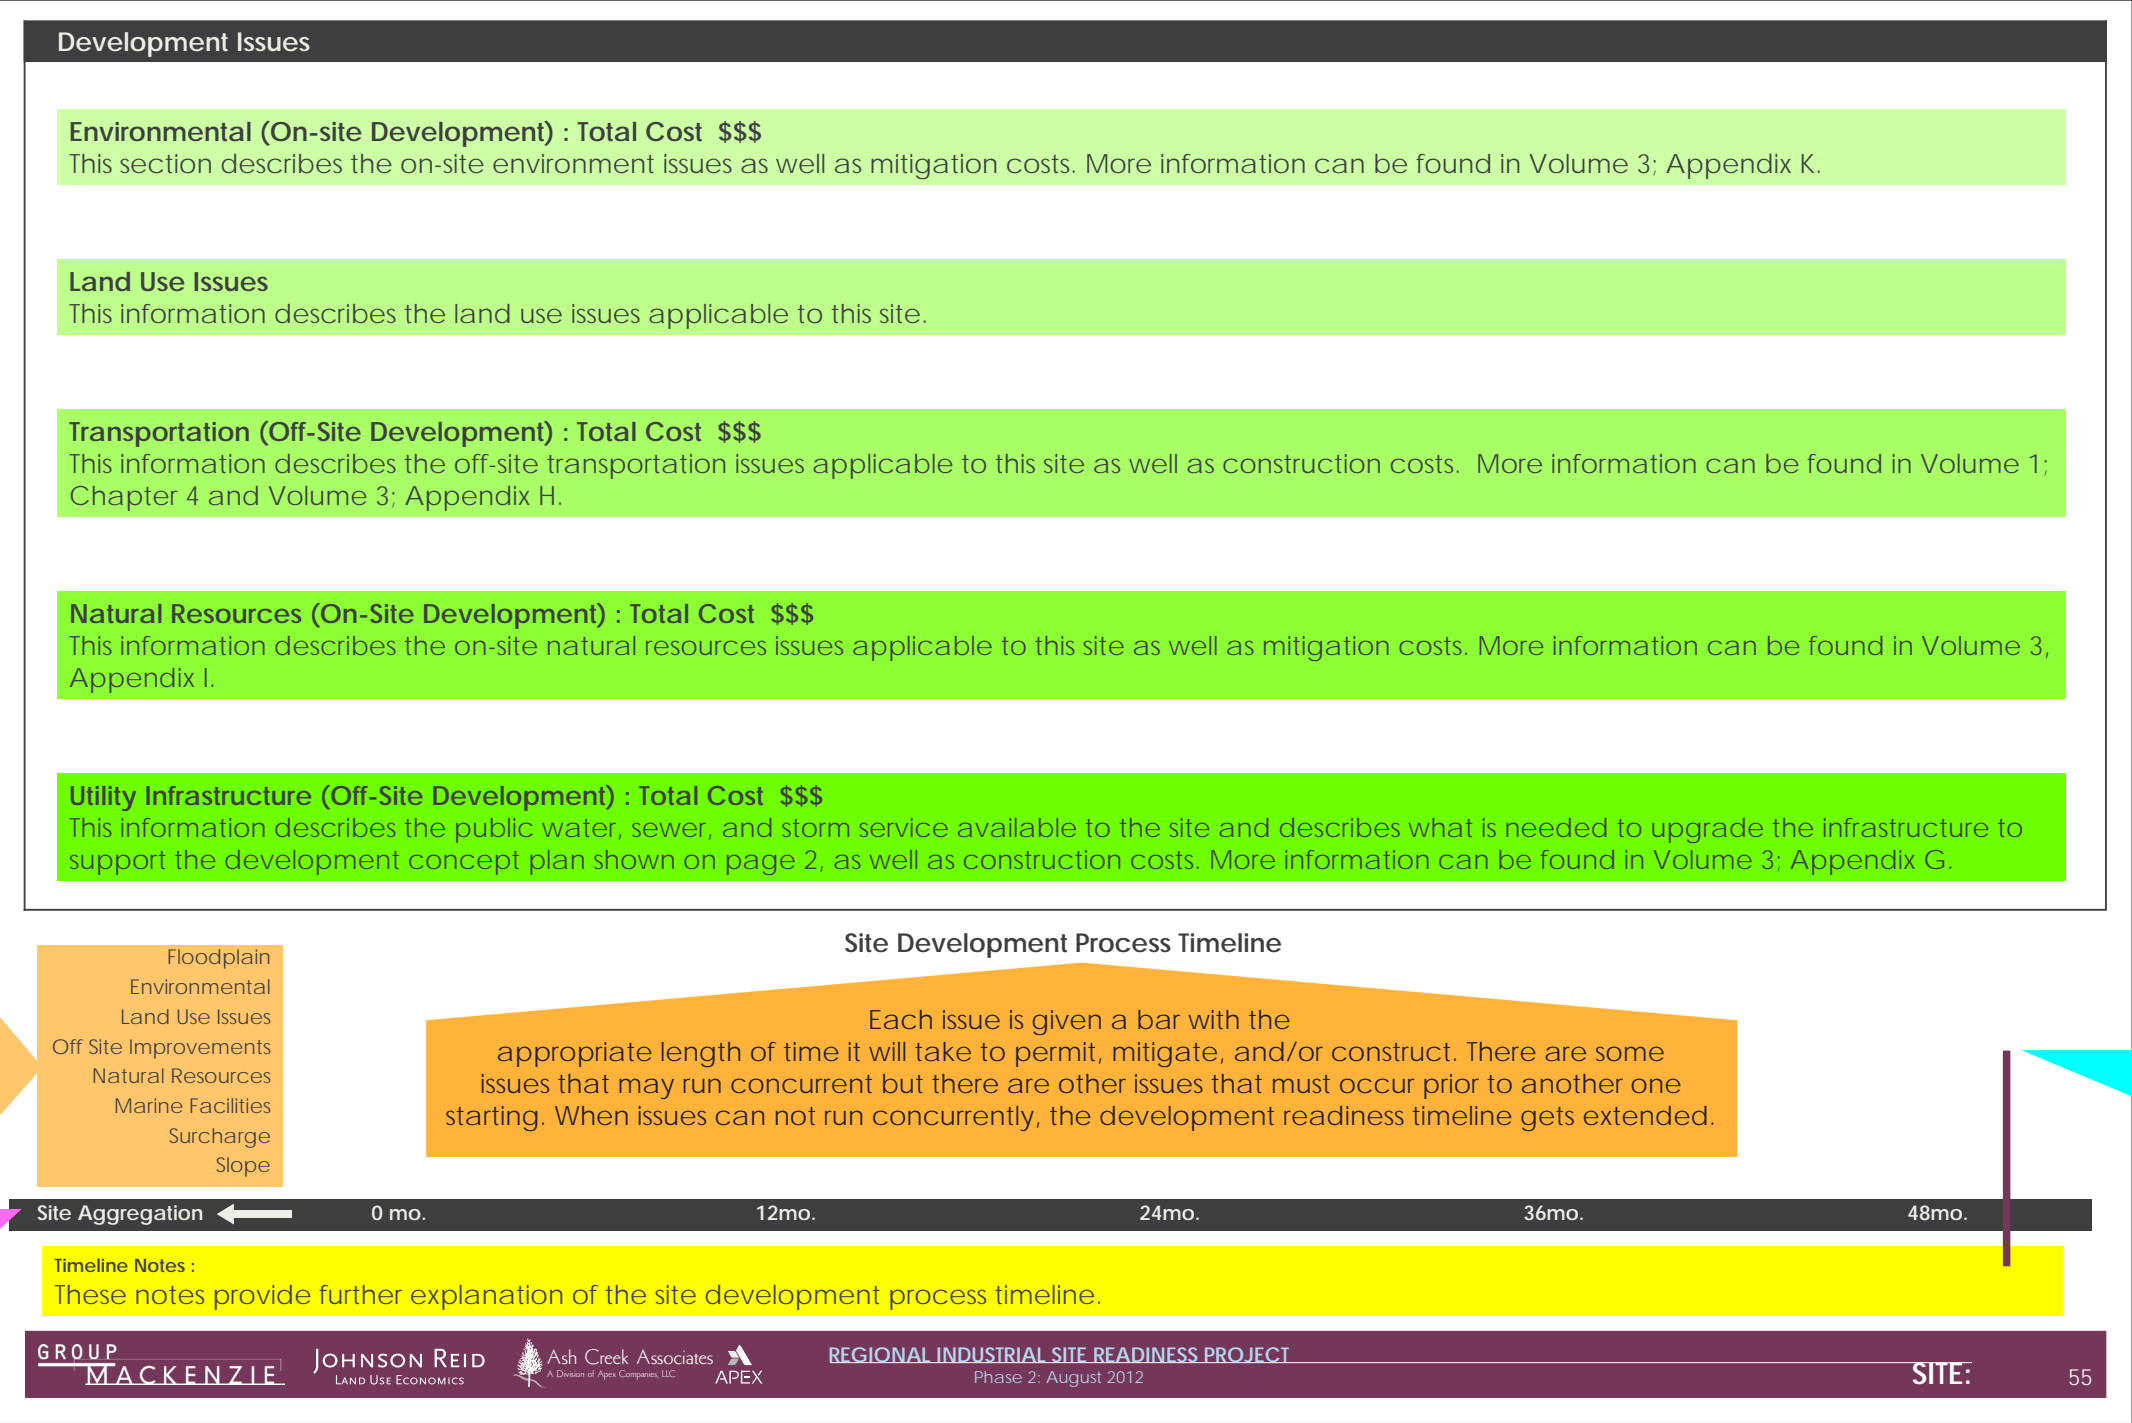 Development Issues
Environmental (On-site Development) : Total Cost $$$
This section describes the on-site environment issues as well as mitigation costs. More information can be found in Volume 3; Appendix K.
Land Use Issues
This information describes the land use issues applicable to this site.
Transportation (Off-Site Development) : Total Cost $$$
This information describes the off-site transportation issues applicable to this site as well as construction costs. More information can be found in Volume 1;
Chapter 4 and Volume 3; Appendix H.
Natural Resources (On-Site Development) : Total Cost $$$
This information describes the on-site natural resources issues applicable to this site as well as mitigation costs. More information can be found in Volume 3,
Appendix I.
Utility Infrastructure (Off-Site Development) : Total Cost $$$
This information describes the public water, sewer, and storm service available to the site and describes what is needed to upgrade the infrastructure to
support the development concept plan shown on page 2, as well as construction costs. More information can be found in Volume 3; Appendix G.
Site Development Process Timeline
Floodplain
Environmental
Land Use Issues
Off Site Improvements
Natural Resources
Marine Facilities
Surcharge
Slope
Each issue is given a bar with the
appropriate length of time it will take to permit, mitigate, and/or construct. There are some
issues that may run concurrent but there are other issues that must occur prior to another one
starting. When issues can not run concurrently, the development readiness timeline gets extended.
Site Aggregation 0 mo. 12mo. 24mo. 36mo. 48mo.
Timeline Notes :
These notes provide further explanation of the site development process timeline.
GROUP
MACKENZIE
JOHNSON REID
LAND USE ECONOMICS
Ash Creek Associates
A Division of Apex Companies, LLC
APEX
REGIONAL INDUSTRIAL SITE READINESS PROJECT
Phase 2: August 2012
SITE:
55